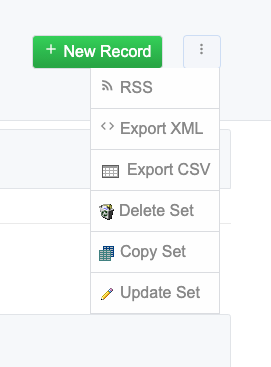 New Record
RSS
Export XML
Export CSV
Delete Set
Copy Set
Update Set